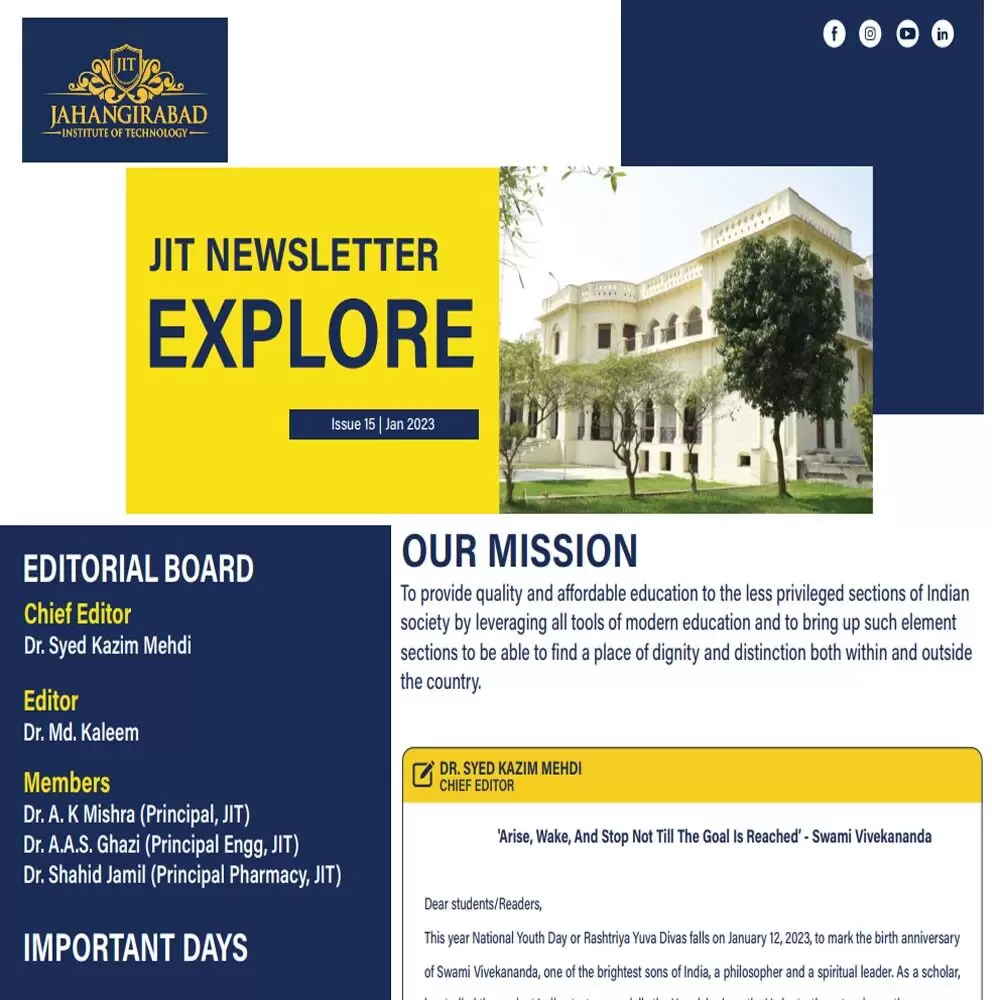 JIT
JAHANGIRABAD
INSTITUTE OF TECHNOLOGY
f
in
JIT NEWSLETTER
EXPLORE
Issue 15 | Jan 2023
EDITORIAL BOARD
Chief Editor
Dr. Syed Kazim Mehdi
Editor
Dr. Md. Kaleem
Members
Dr. A. K Mishra (Principal, JIT)
Dr. A.A.S. Ghazi (Principal Engg, JIT)
Dr. Shahid Jamil (Principal Pharmacy, JIT)
IMPORTANT DAYS
OUR MISSION
To provide quality and affordable education to the less privileged sections of Indian
society by leveraging all tools of modern education and to bring up such element
sections to be able to find a place of dignity and distinction both within and outside
the country.
DR. SYED KAZIM MEHDI
CHIEF EDITOR
'Arise, Wake, And Stop Not Till The Goal Is Reached' - Swami Vivekananda
Dear students/Readers,
This year National Youth Day or Rashtriya Yuva Divas falls on January 12, 2023, to mark the birth anniversary
of Swami Vivekananda, one of the brightest sons of India, a philosopher and a spiritual leader. As a scholar,